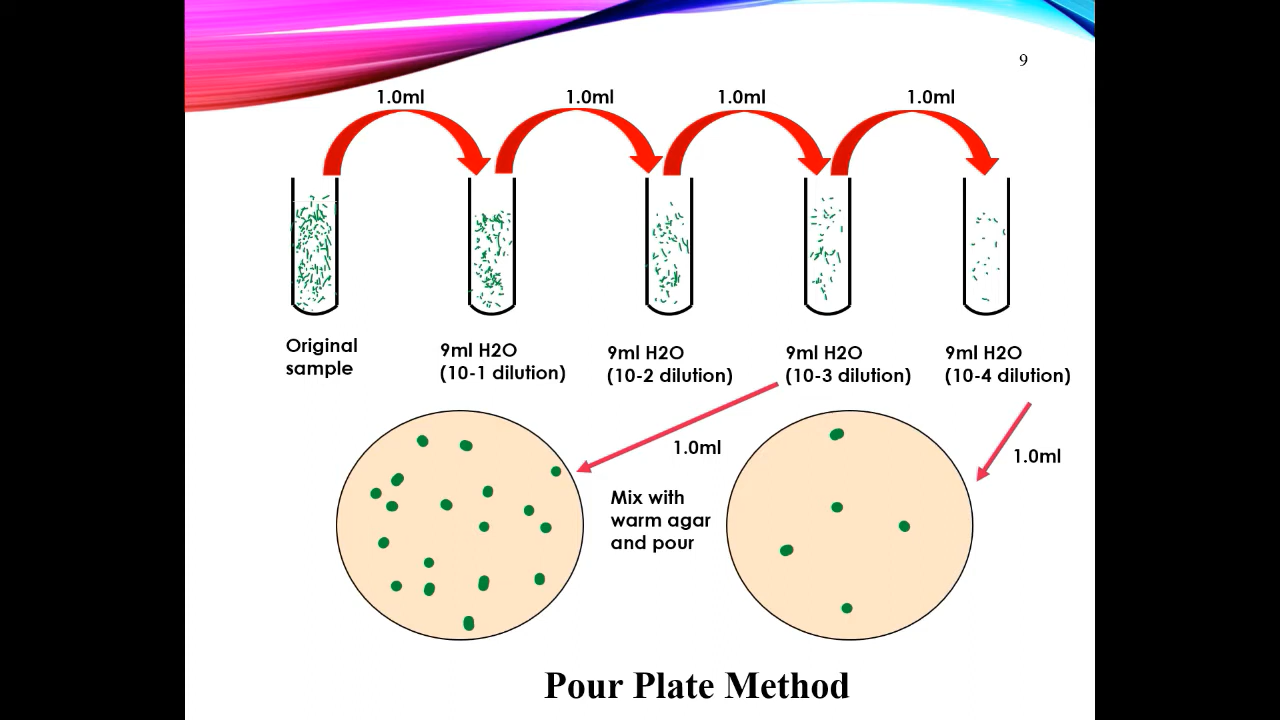 9
1.0ml
1.0ml
1.0ml
1.0ml
Original
sample
9ml H2O
(10-1 dilution)
9ml H2O
(10-2 dilution)
9ml H2O
(10-3 dilution)
9ml H2O
(10-4 dilution)
1.0ml
1.0ml
Mix with
warm agar
and pour
Pour Plate Method